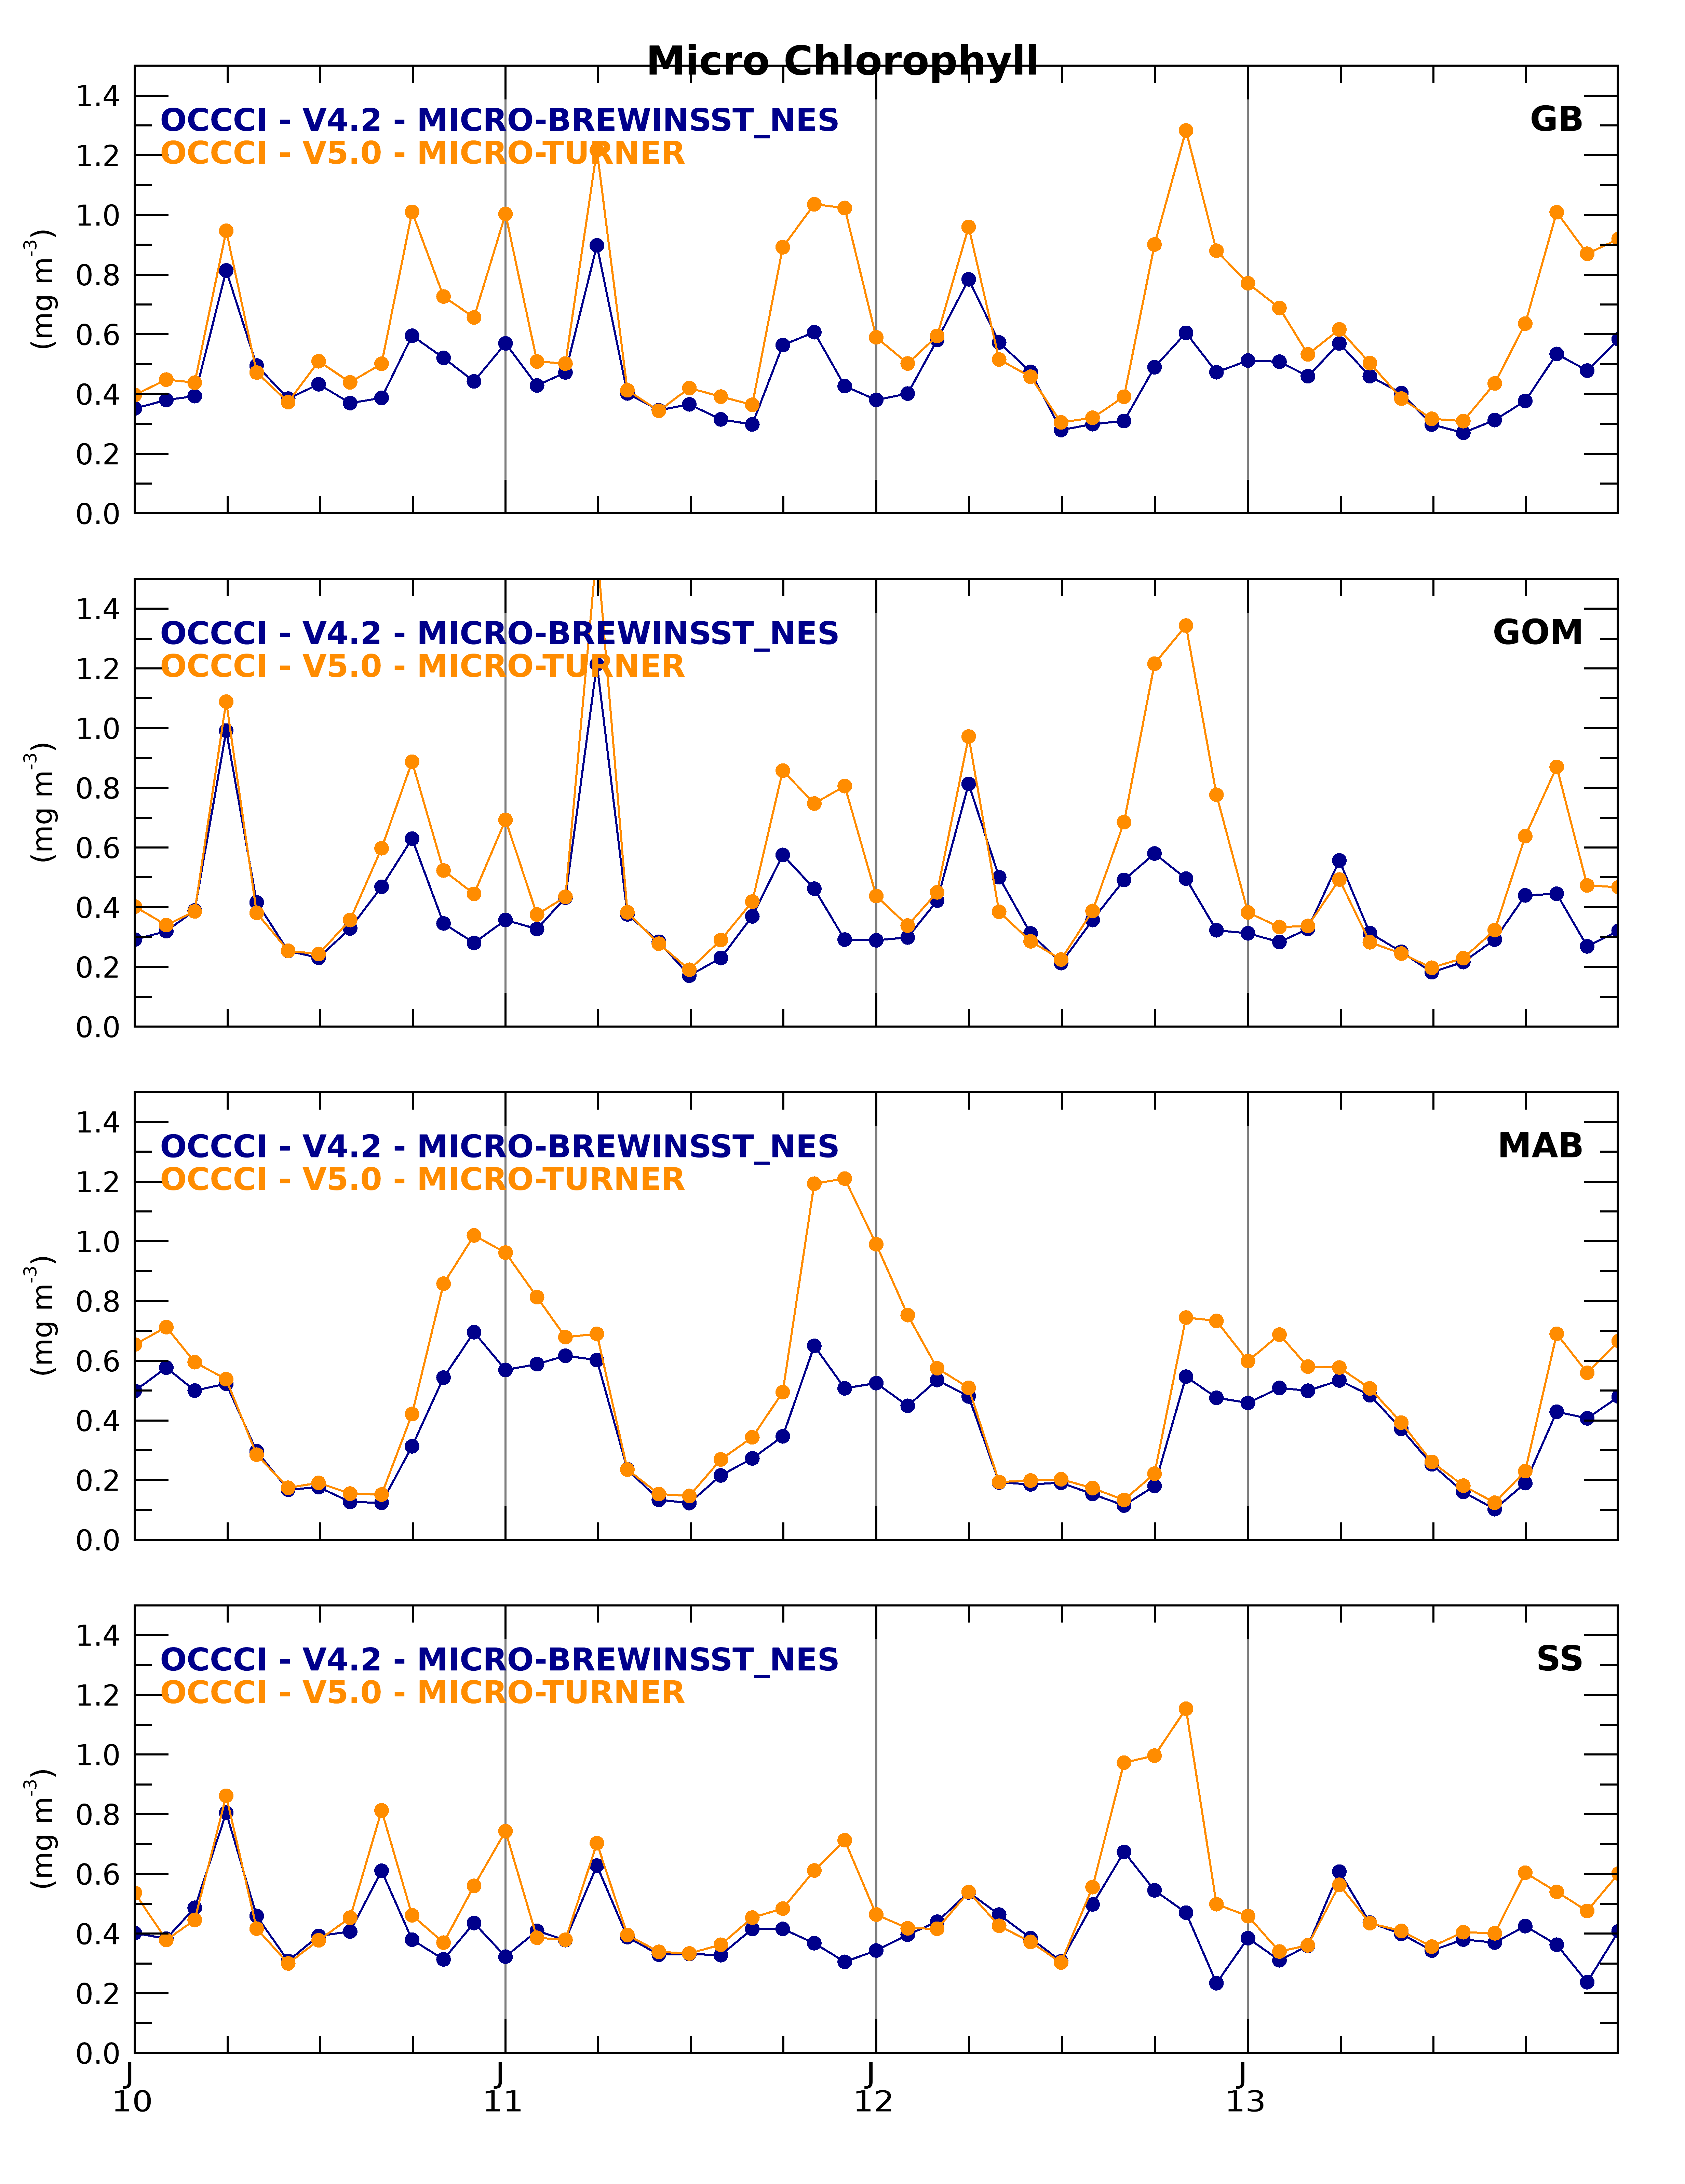 Micro Chlorophyll
OCCCI - V4.2 - MICRO-BREWINSST_NES
OCCCI - V5.0 - MICRO-TURNER
GB
(mg m-3)
1.4
1.2
1.0
0.8
0.6
0.4
0.2
0.0
OCCCI - V4.2 - MICRO-BREWINSST_NES
OCCCI - V5.0 - MICRO-TURNER
GOM
(mg m-3)
1.4
1.2
1.0
0.8
0.6
0.4
0.2
0.0
OCCCI - V4.2 - MICRO-BREWINSST_NES
OCCCI - V5.0 - MICRO-TURNER
MAB
(mg m-3)
1.4
1.2
1.0
0.8
0.6
0.4
0.2
0.0
OCCCI - V4.2 - MICRO-BREWINSST_NES
OCCCI - V5.0 - MICRO-TURNER
SS
(mg m-3)
1.4
1.2
1.0
0.8
0.6
0.4
0.2
0.0
J J J J
10 11 12 13